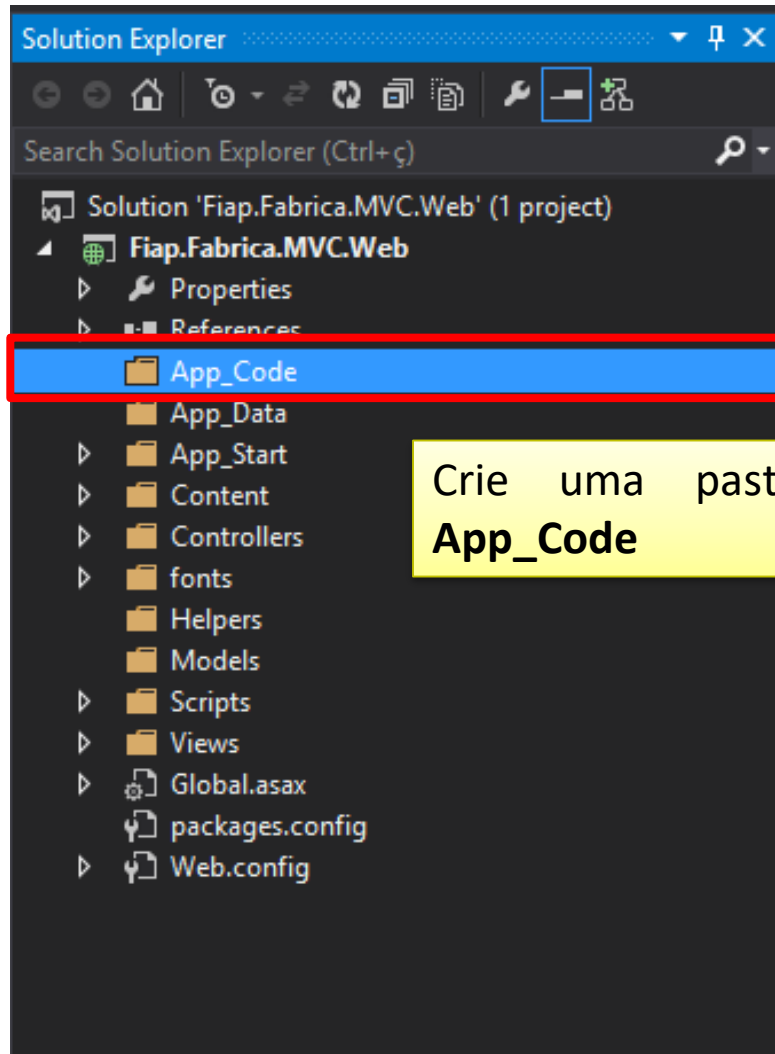 Solution Explorer
Search Solution Explorer (Ctrl+ç)
Solution 'Fiap.Fabrica.MVC.Web' (1 project)
Fiap.Fabrica.MVC.Web
Properties
References
App_Code
App_Data
App_Start
Content
Controllers
fonts
Helpers
Models
Scripts
Views
Global.asax
packages.config
Web.config
Crie uma past
App_Code